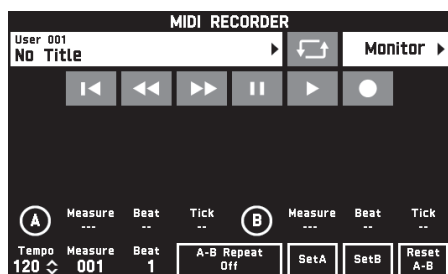 MIDI RECORDER
User 001
No Title
Monitor
A Measure Beat Tick B Measure Beat Tick
--- -- -- --- -- --
Tempo Measure Beat A-B Repeat SetA SetB Reset
120 001 1 Off A-B